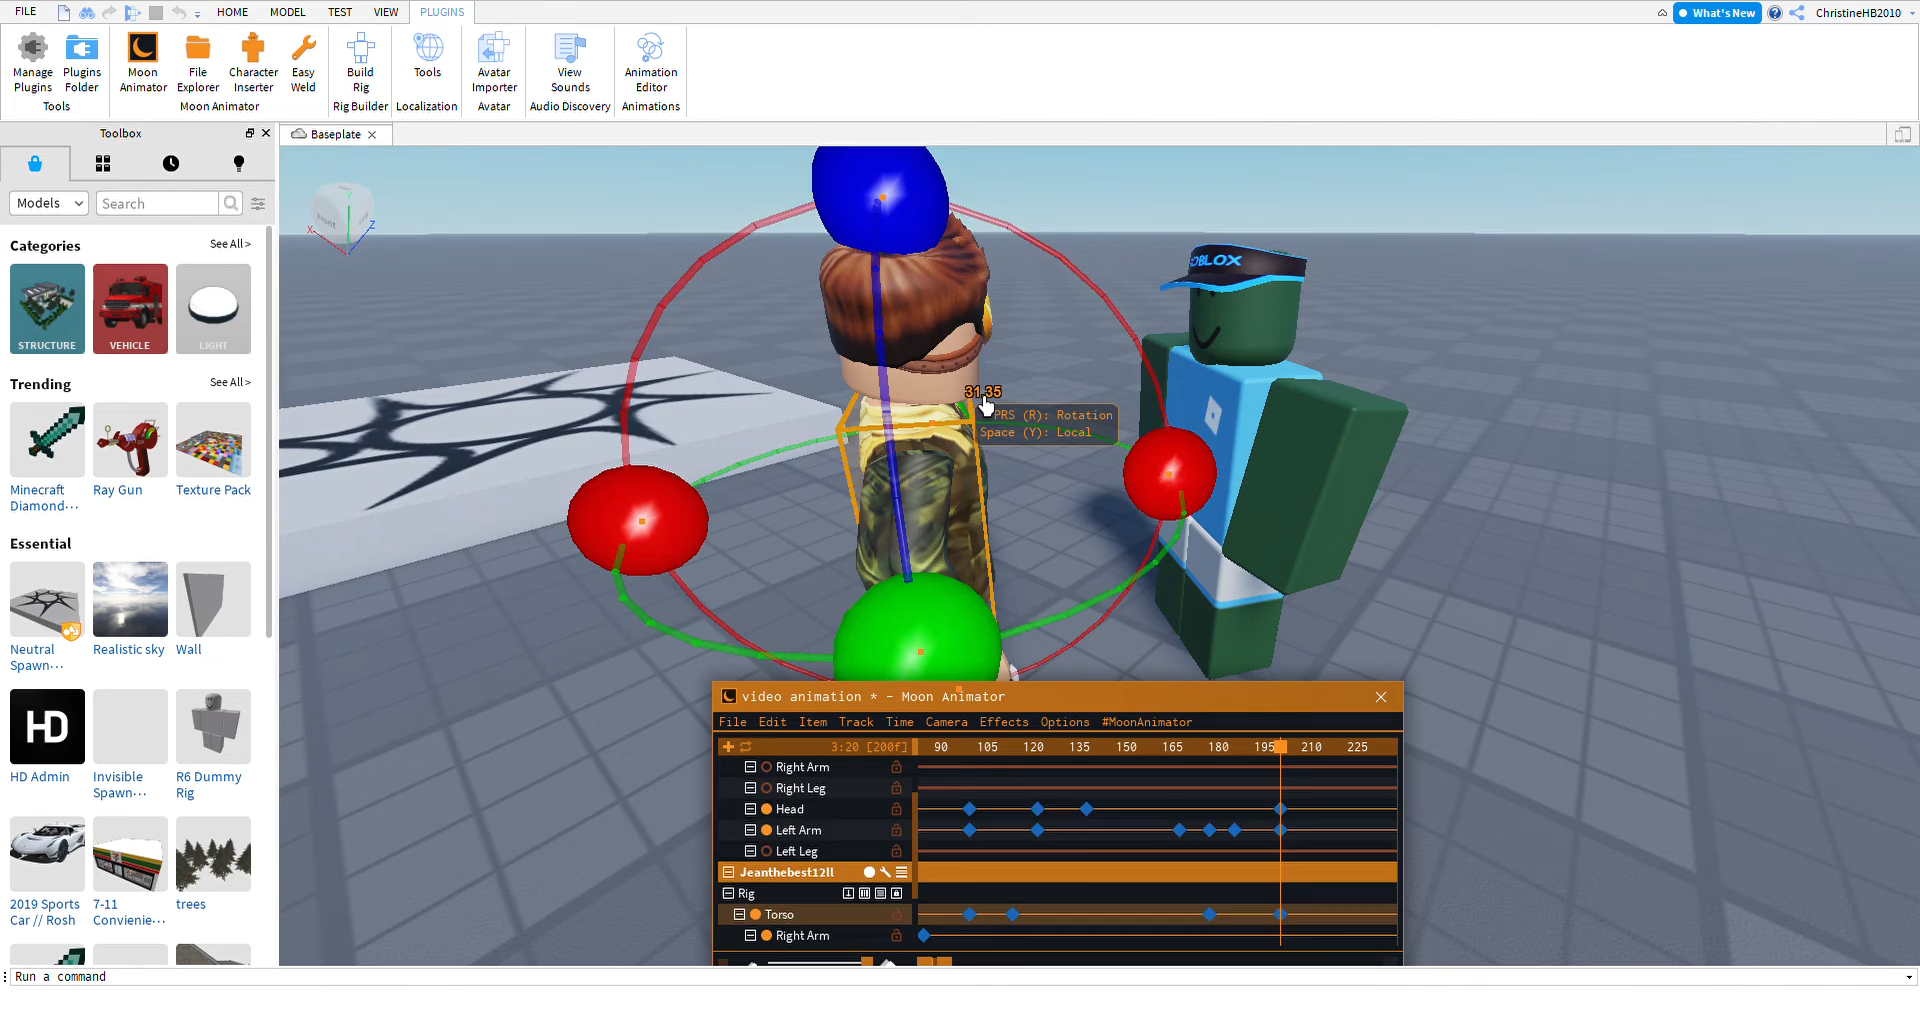 FILE HOME MODEL TEST VIEW PLUGINS What's New ChristineHB2010
Manage Plugins
Plugins Folder
Tools
Moon Animator
File Explorer
Character Inserter
Easy Weld
Moon Animator
Build Rig
Rig Builder
Tools
Localization
Avatar Importer
Avatar
View Sounds
Audio Discovery
Animation Editor
Animations
Toolbox
Baseplate
Models Search
Categories See All >
STRUCTURE VEHICLE LIGHT
Trending See All >
Minecraft Diamond...
Ray Gun
Texture Pack
Essential
Neutral Spawn...
Realistic sky
Wall
HD
HD Admin
Invisible Spawn...
R6 Dummy Rig
2019 Sports Car // Rosh
7-11 Convienie...
trees
X Y Z
31.35
PRS (R): Rotation
Space (Y): Local
video animation * - Moon Animator
File Edit Item Track Time Camera Effects Options #MoonAnimator
3:20 [200f] 90 105 120 135 150 165 180 195 210 225
Right Arm
Right Leg
Head
Left Arm
Left Leg
Jeanthebest12ll
Rig
Torso
Right Arm
Run a command